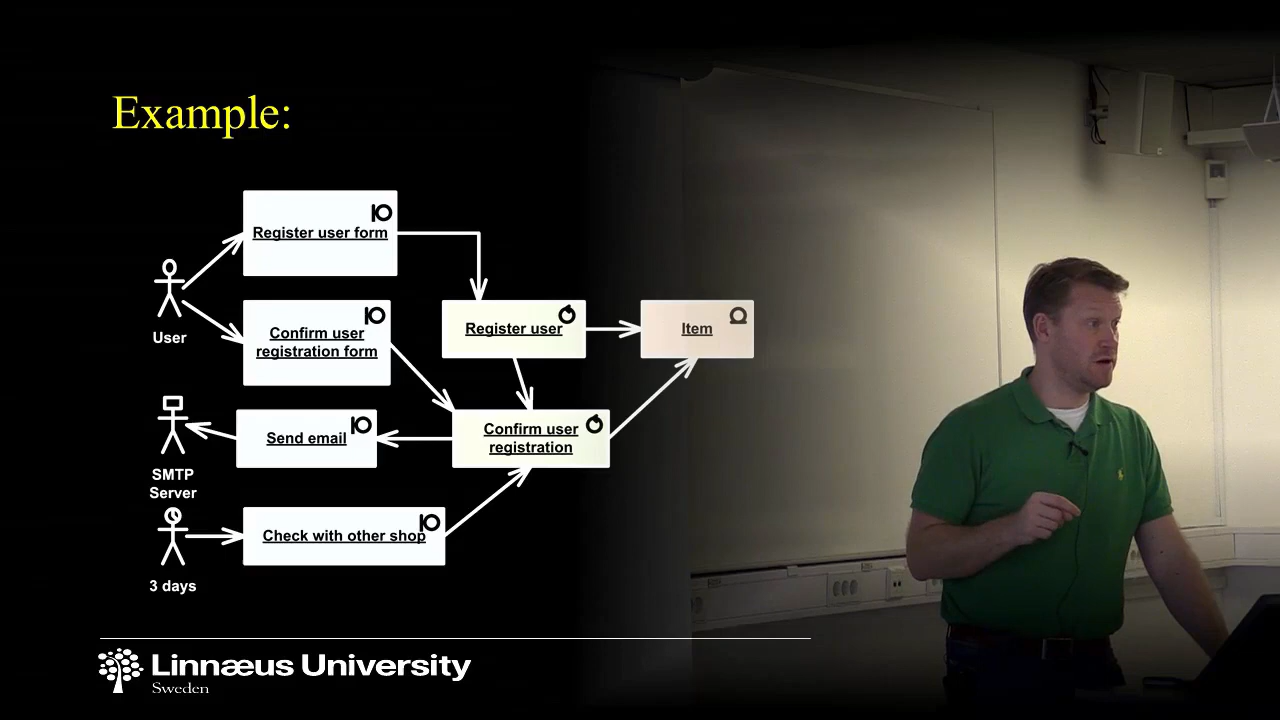 Example:
Register user form
User
Confirm user
registration form
Register user
Item
Send email
Confirm user
registration
SMTP
Server
Check with other shop
3 days
Linnæus University
Sweden